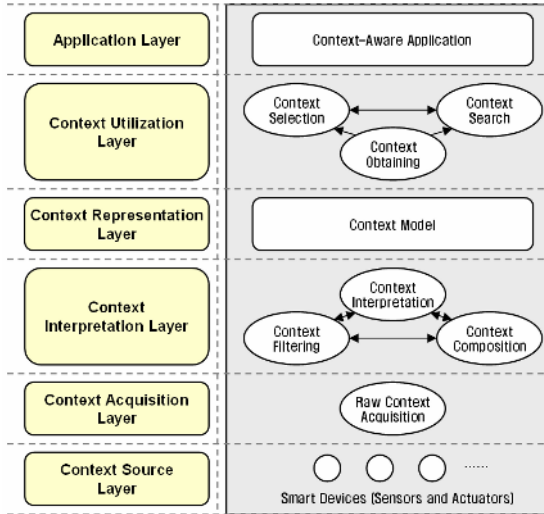 Application Layer
Context-Aware Application
Context Utilization
Layer
Context
Selection
Context
Search
Context
Obtaining
Context Representation
Layer
Context Model
Context
Interpretation Layer
Context
Interpretation
Context
Filtering
Context
Composition
Context Acquisition
Layer
Raw Context
Acquisition
Context Source
Layer
......
Smart Devices (Sensors and Actuators)